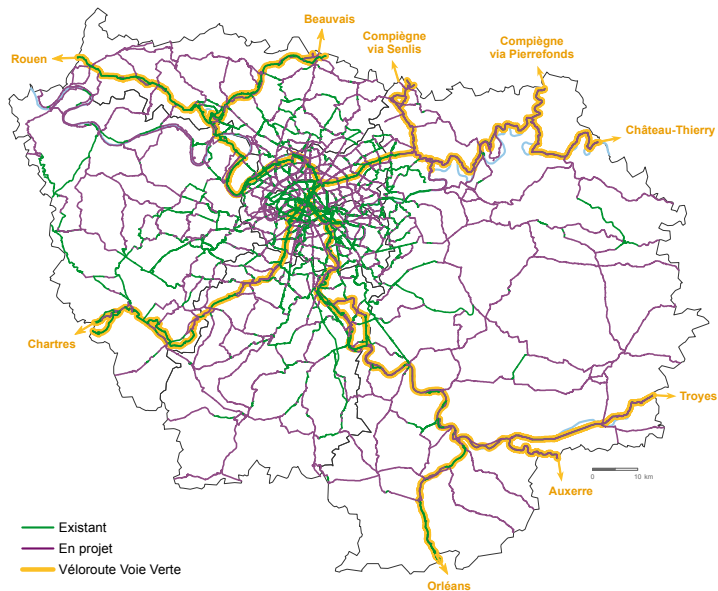 Beauvais
Rouen
Compiègne
via Senlis
Compiègne
via Pierrefonds
Château-Thierry
Chartres
Troyes
Auxerre
Orléans
0 10 km
Existant
En projet
Véloroute Voie Verte